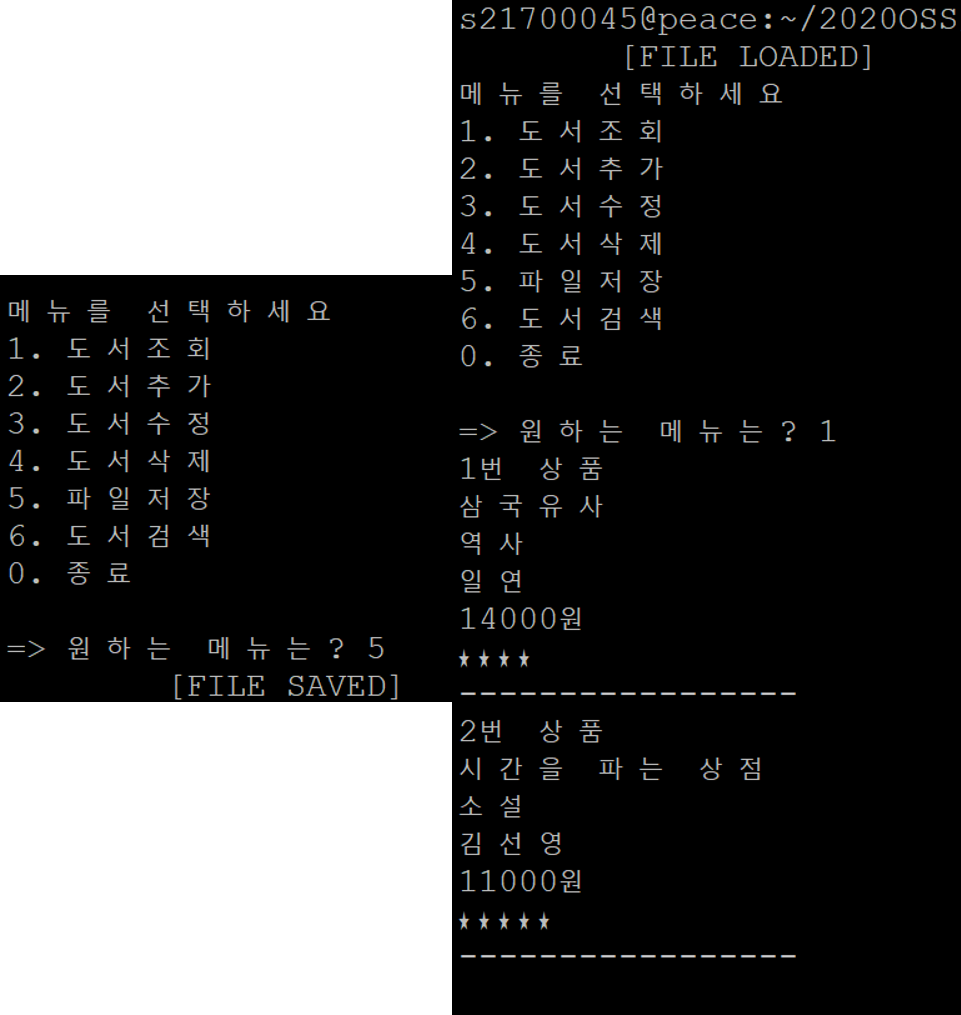 메뉴를 선택하세요
1. 도서조회
2. 도서추가
3. 도서수정
4. 도서삭제
5. 파일저장
6. 도서검색
0. 종료
=> 원하는 메뉴는? 5
[FILE SAVED]
s21700045@peace:~/2020OSS
[FILE LOADED]
메뉴를 선택하세요
1. 도서조회
2. 도서추가
3. 도서수정
4. 도서삭제
5. 파일저장
6. 도서검색
0. 종료
=> 원하는 메뉴는? 1
1번 상품
삼국유사
역사
일연
14000원
★★★★
-----------------
2번 상품
시간을 파는 상점
소설
김선영
11000원
★★★★★
-----------------